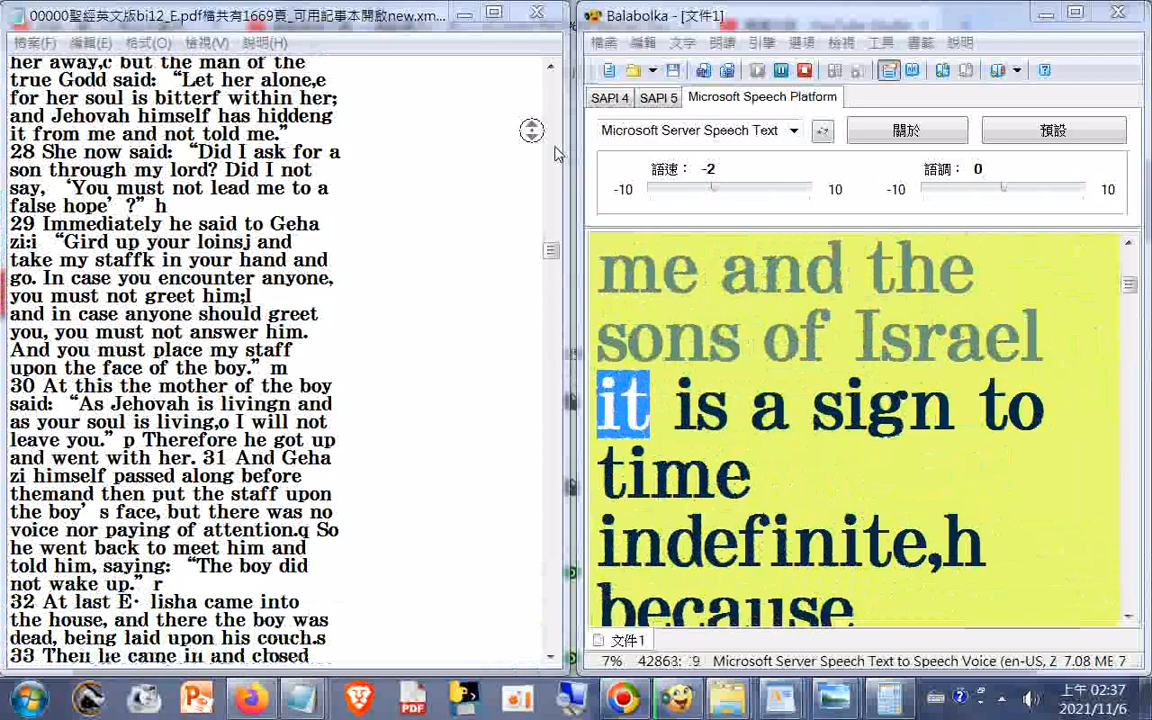 00000聖經英文版bi12_E.pdf檔共有1669頁_可用記事本開啟new.xm...
檔案(F) 編輯(E) 格式(O) 檢視(V) 說明(H)
her away,c but the man of the
true Godd said: “Let her alone,e
for her soul is bitterf within her;
and Jehovah himself has hiddeng
it from me and not told me.”
28 She now said: “Did I ask for a
son through my lord? Did I not
say, ‘You must not lead me to a
false hope’?” h
29 Immediately he said to Geha
zi:i “Gird up your loinsj and
take my staffk in your hand and
go. In case you encounter anyone,
you must not greet him;l
and in case anyone should greet
you, you must not answer him.
And you must place my staff
upon the face of the boy.” m
30 At this the mother of the boy
said: “As Jehovah is livingn and
as your soul is living,o I will not
leave you.” p Therefore he got up
and went with her. 31 And Geha
zi himself passed along before
themand then put the staff upon
the boy’s face, but there was no
voice nor paying of attention.q So
he went back to meet him and
told him, saying: “The boy did
not wake up.” r
32 At last E· lisha came into
the house, and there the boy was
dead, being laid upon his couch.s
33 Then he came in and closed
Balabolka - [文件1]
檔案 編輯 文字 朗讀 引擎 選項 檢視 工具 書籤 說明
SAPI 4 SAPI 5 Microsoft Speech Platform
Microsoft Server Speech Text 關於 預設
語速： -2 語調： 0
-10 10 -10 10
me and the
sons of Israel
it is a sign to
time
indefinite,h
because
文件1
7% 42863: Microsoft Server Speech Text to Speech Voice (en-US, Z 7.08 ME 7
上午 02:37
2021/11/6